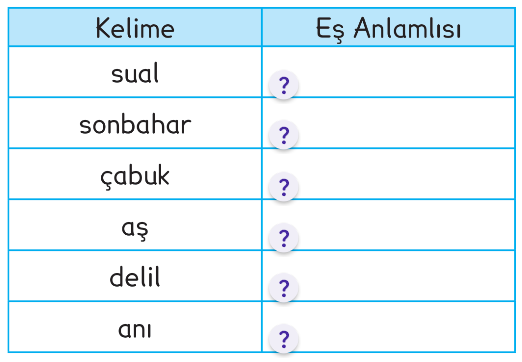 Kelime Eş Anlamlısı
sual ?
sonbahar ?
çabuk ?
aş ?
delil ?
anı ?